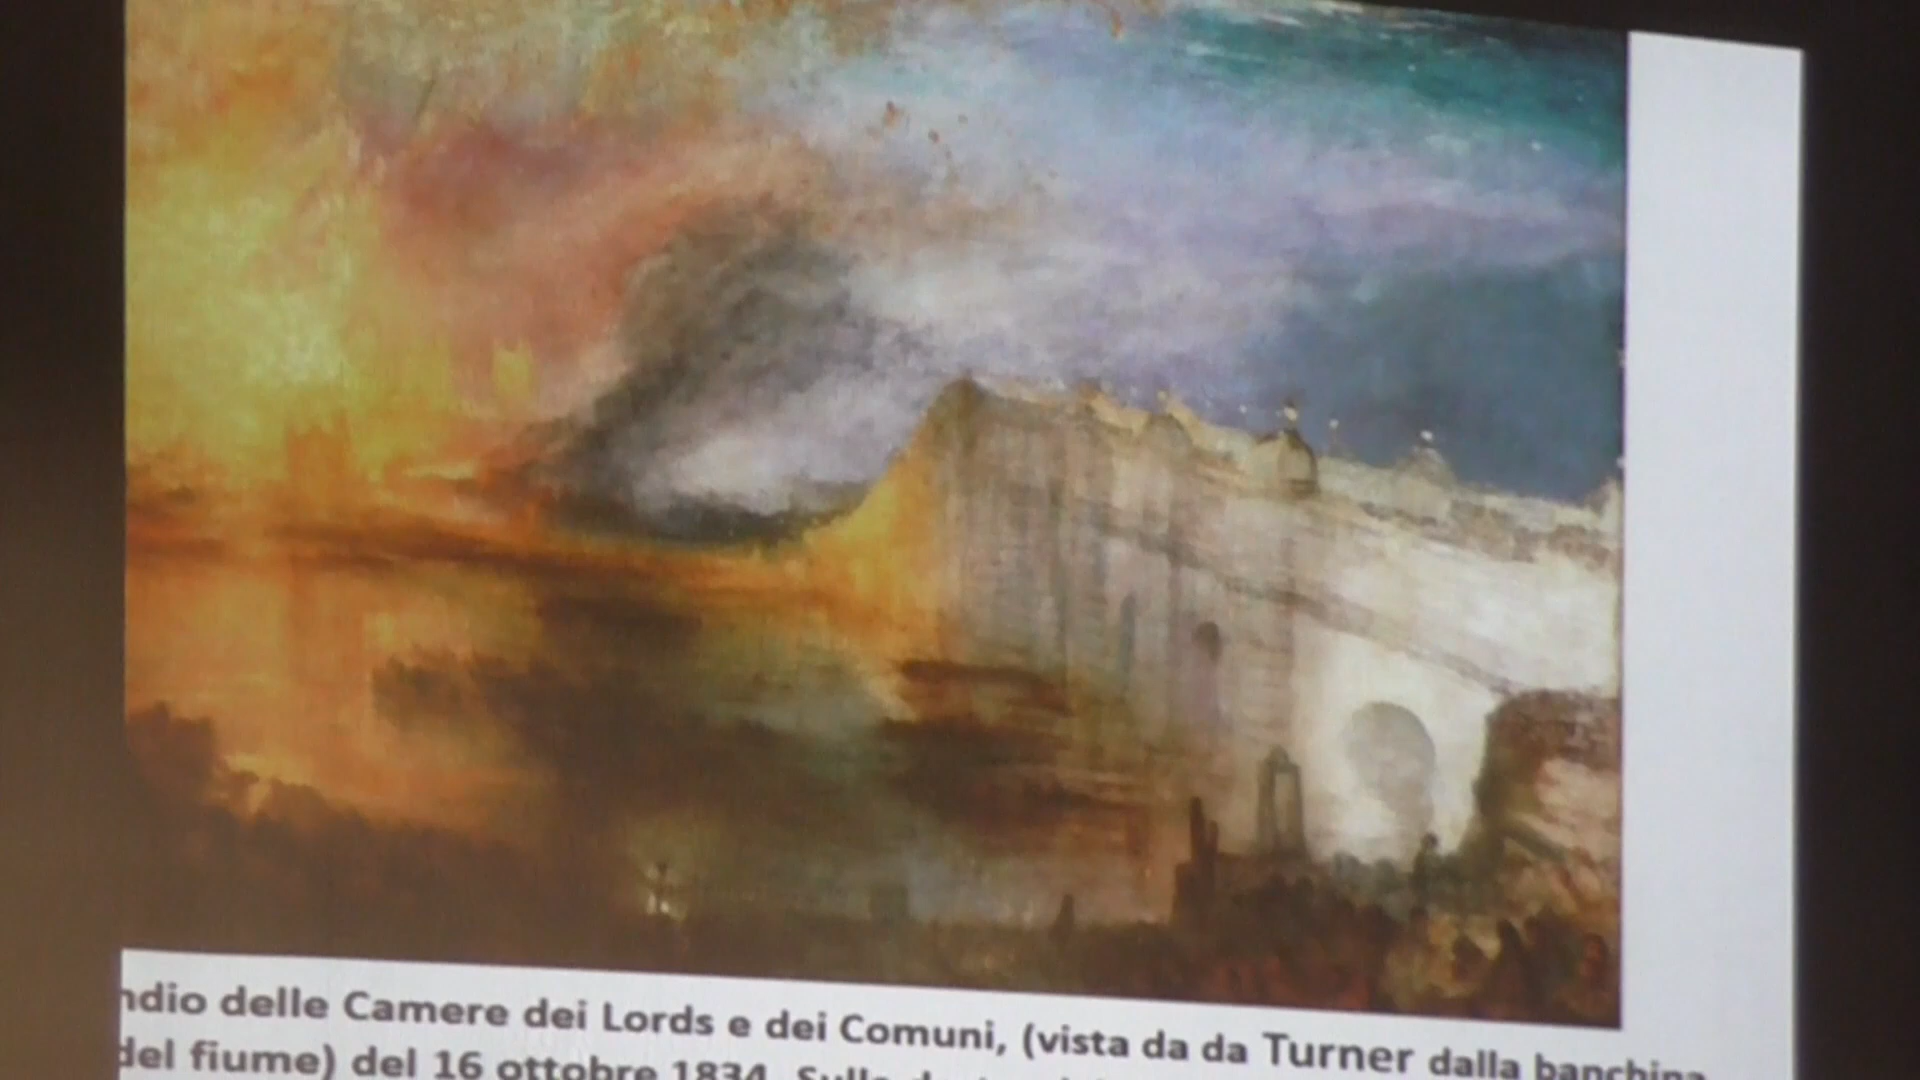 ndio delle Camere dei Lords e dei Comuni, (vista da da Turner dalla banchina
del fiume) del 16 ottobre 1834. Sulla